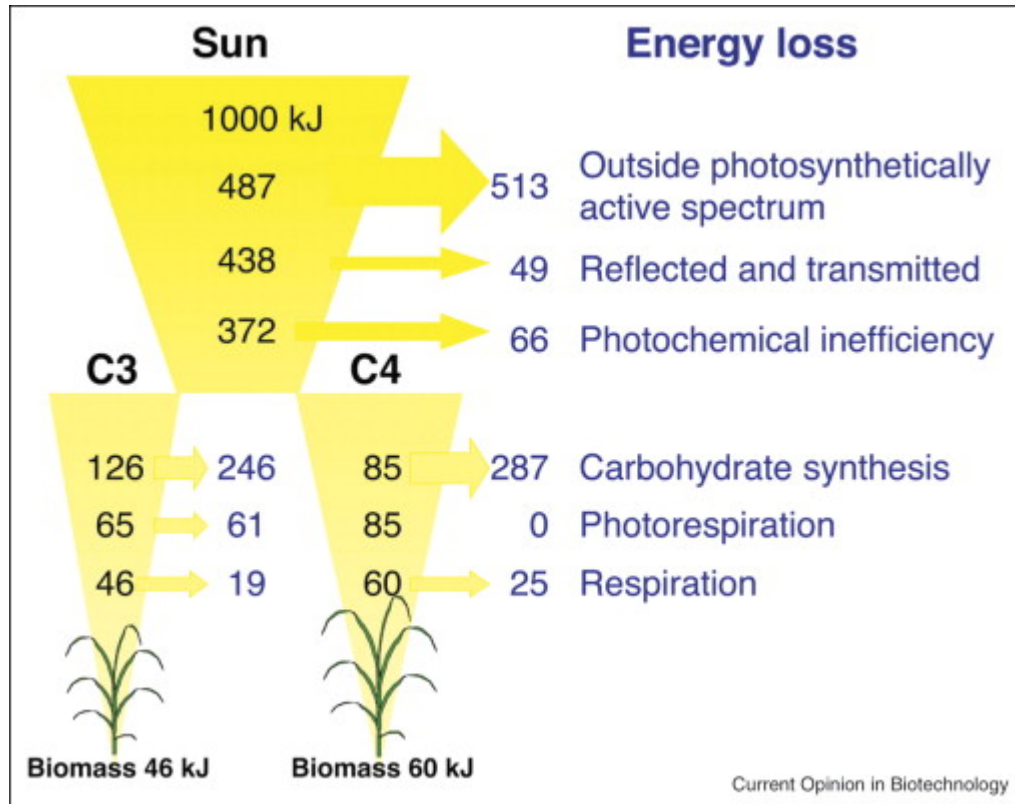 Sun
Energy loss
1000 kJ
487
513
Outside photosynthetically
active spectrum
438
49
Reflected and transmitted
372
66
Photochemical inefficiency
C3
C4
126
246
85
287
Carbohydrate synthesis
65
61
85
0
Photorespiration
46
19
60
25
Respiration
Biomass 46 kJ
Biomass 60 kJ
Current Opinion in Biotechnology